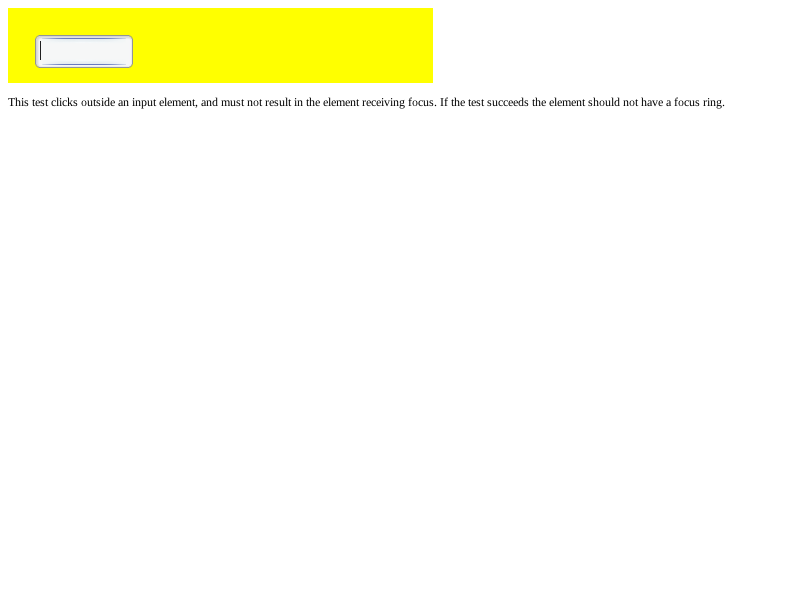 This test clicks outside an input element, and must not result in the element receiving focus. If the test succeeds the element should not have a focus ring.